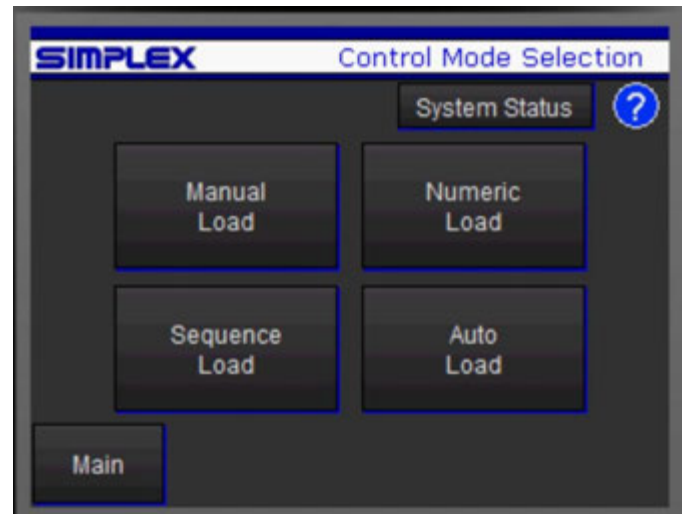 SIMPLEX Control Mode Selection
System Status ?
Manual Load
Numeric Load
Sequence Load
Auto Load
Main